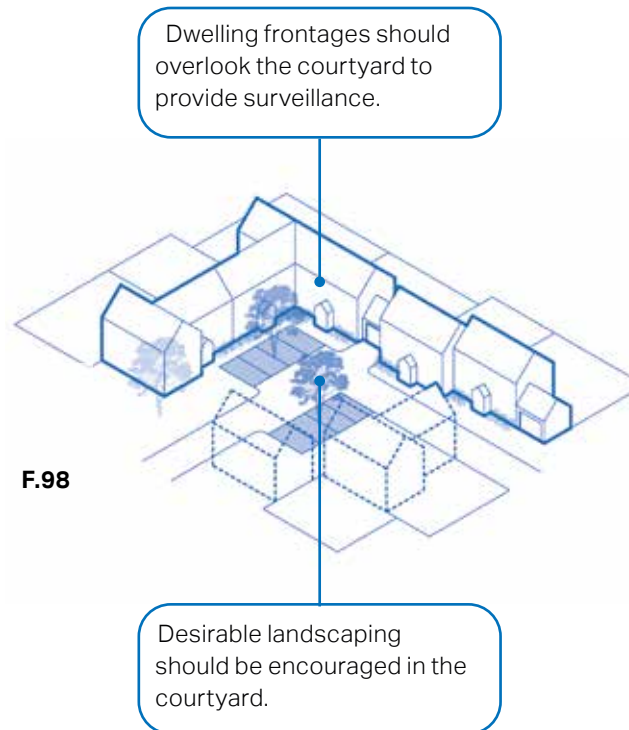 Dwelling frontages should
overlook the courtyard to
provide surveillance.
F.98
Desirable landscaping
should be encouraged in the
courtyard.